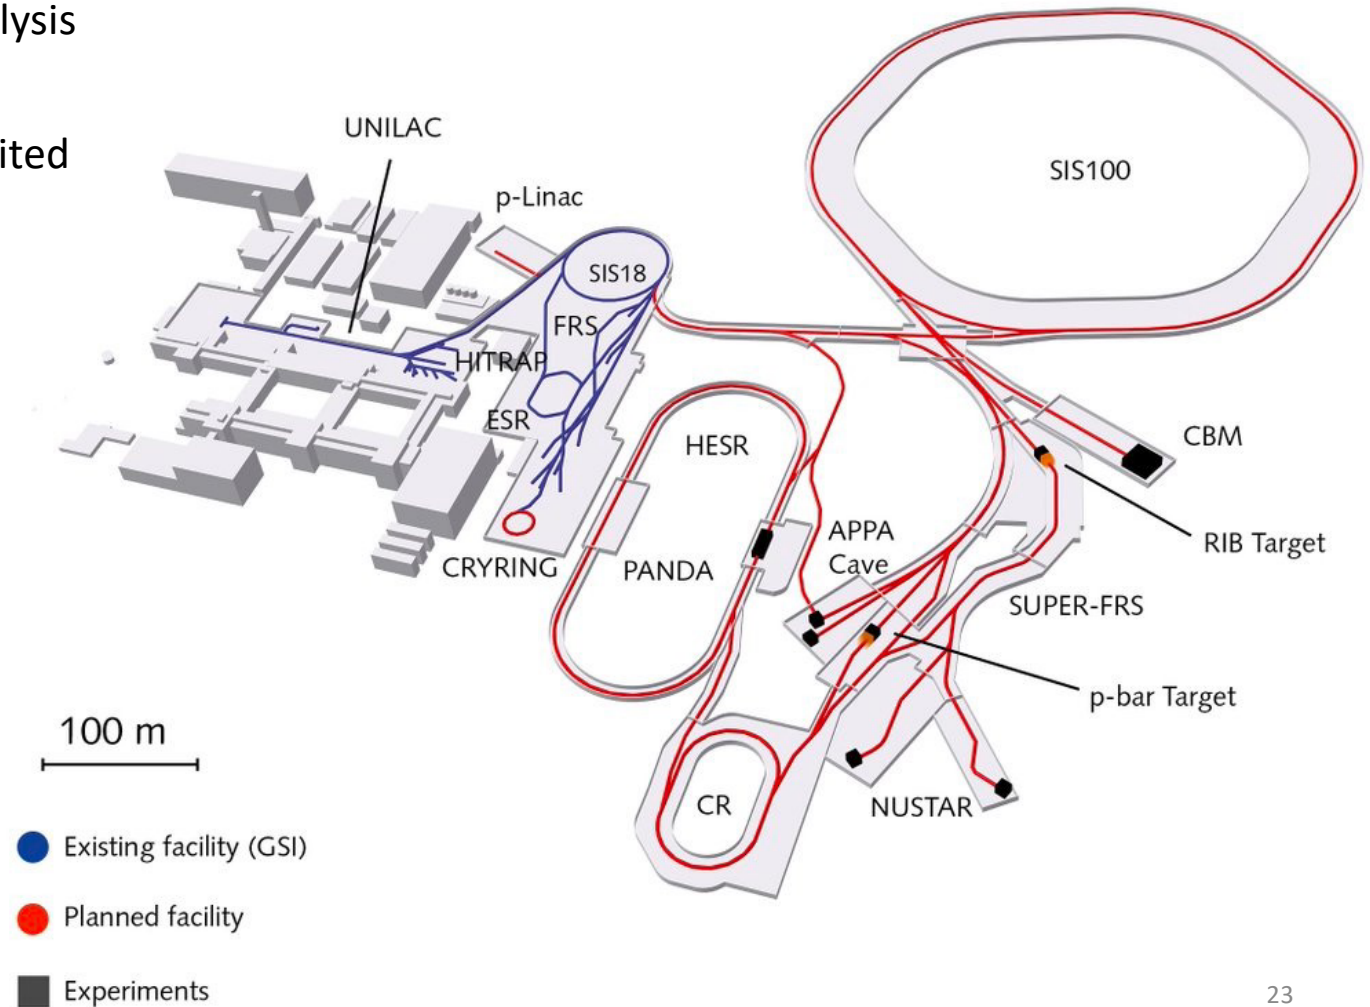 lysis
ited
UNILAC
p-Linac
SIS18
SIS100
FRS
HITRAP
ESR
HESR
CBM
CRYRING
PANDA
APPA
Cave
RIB Target
SUPER-FRS
p-bar Target
CR
NUSTAR
100 m
Existing facility (GSI)
Planned facility
Experiments
23